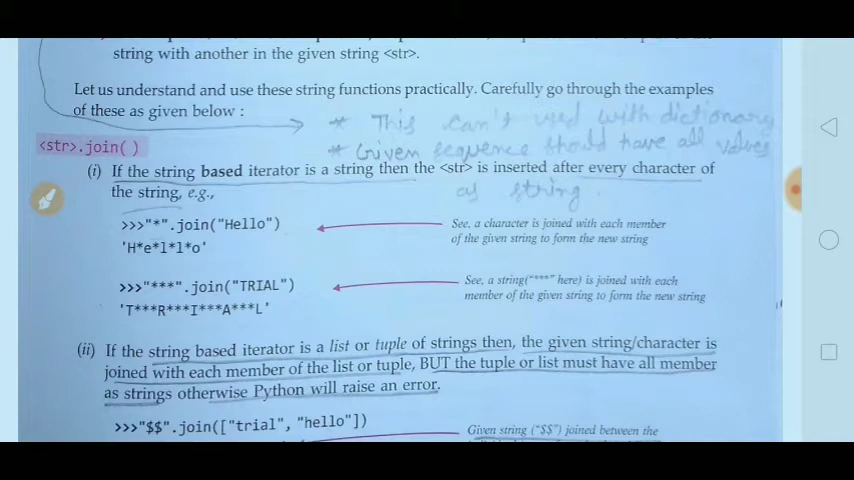 string with another in the given string <str>.
Let us understand and use these string functions practically. Carefully go through the examples
of these as given below :
* This can't used with dictionary
<str>.join( )
* Given sequence should have all values
as string.
(i) If the string based iterator is a string then the <str> is inserted after every character of
the string, e.g.,
>>>"*".join("Hello")
'H*e*l*l*o'
See, a character is joined with each member
of the given string to form the new string
>>>"***".join("TRIAL")
'T***R***I***A***L'
See, a string("***" here) is joined with each
member of the given string to form the new string
(ii) If the string based iterator is a list or tuple of strings then, the given string/character is
joined with each member of the list or tuple, BUT the tuple or list must have all member
as strings otherwise Python will raise an error.
>>>"$$".join(["trial", "hello"])
Given string ("$$") joined between the